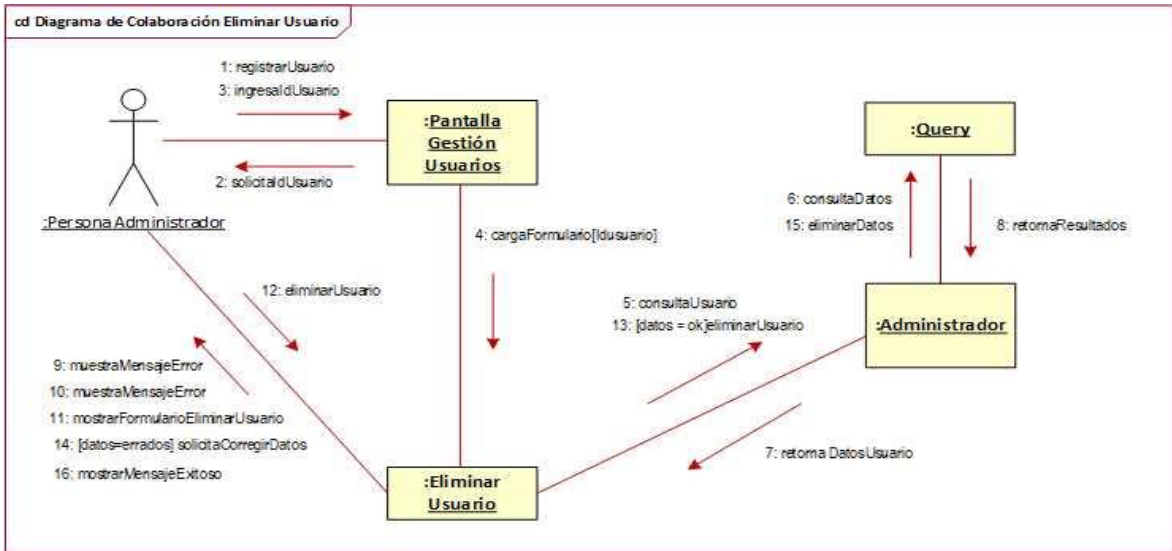 cd Diagrama de Colaboración Eliminar Usuario
1: registrarUsuario
3: ingresaIdUsuario
:Pantalla
Gestión
Usuarios
2: solicitaIdUsuario
:Persona Administrador
:Query
6: consultaDatos
15: eliminarDatos
8: retornaResultados
4: cargaFormulario[Idusuario]
12: eliminarUsuario
5: consultaUsuario
13: [datos = ok]eliminarUsuario
:Administrador
9: muestraMensajeError
10: muestraMensajeError
11: mostrarFormularioEliminarUsuario
14: [datos=errados] solicitaCorregirDatos
16: mostrarMensajeExitoso
7: retorna DatosUsuario
:Eliminar
Usuario